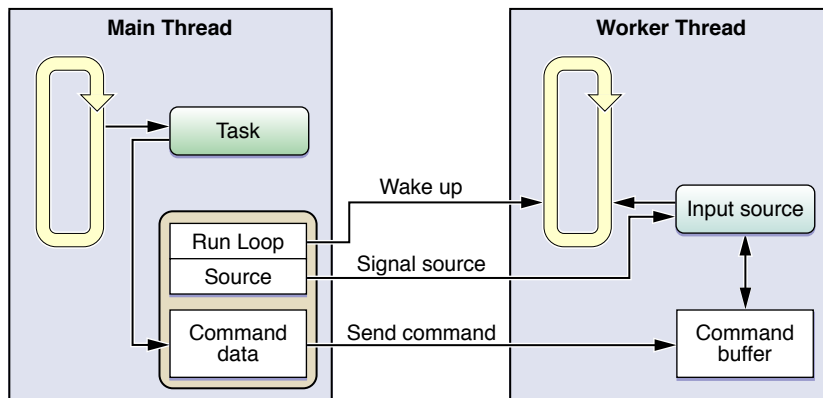 Main Thread
Worker Thread
Task
Wake up
Input source
Run Loop
Source
Signal source
Command
data
Send command
Command
buffer